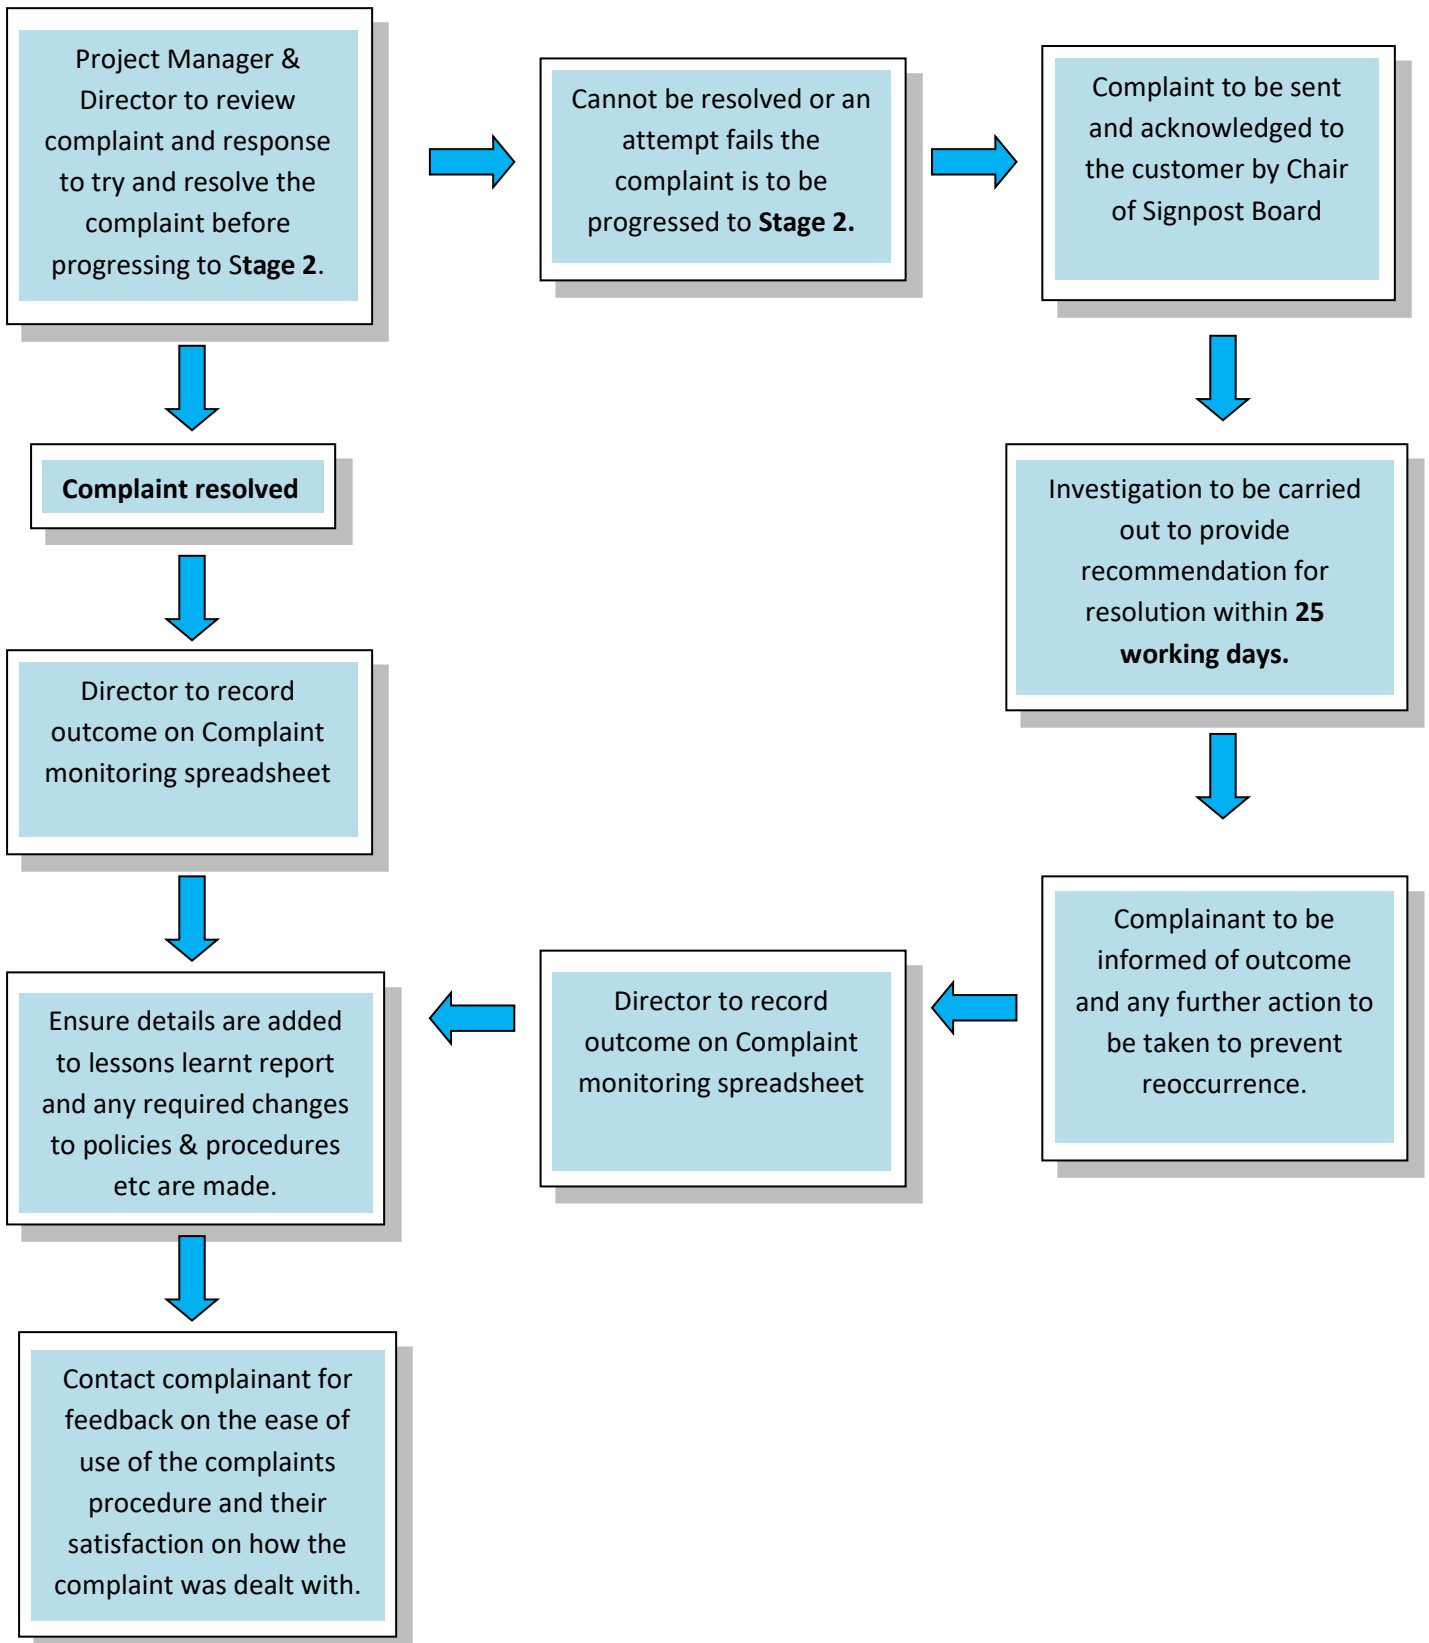 Project Manager &
Director to review
complaint and response
to try and resolve the
complaint before
progressing to Stage 2.
Cannot be resolved or an
attempt fails the
complaint is to be
progressed to Stage 2.
Complaint to be sent
and acknowledged to
the customer by Chair
of Signpost Board
Complaint resolved
Investigation to be carried
out to provide
recommendation for
resolution within 25
working days.
Director to record
outcome on Complaint
monitoring spreadsheet
Complainant to be
informed of outcome
and any further action to
be taken to prevent
reoccurrence.
Director to record
outcome on Complaint
monitoring spreadsheet
Ensure details are added
to lessons learnt report
and any required changes
to policies & procedures
etc are made.
Contact complainant for
feedback on the ease of
use of the complaints
procedure and their
satisfaction on how the
complaint was dealt with.